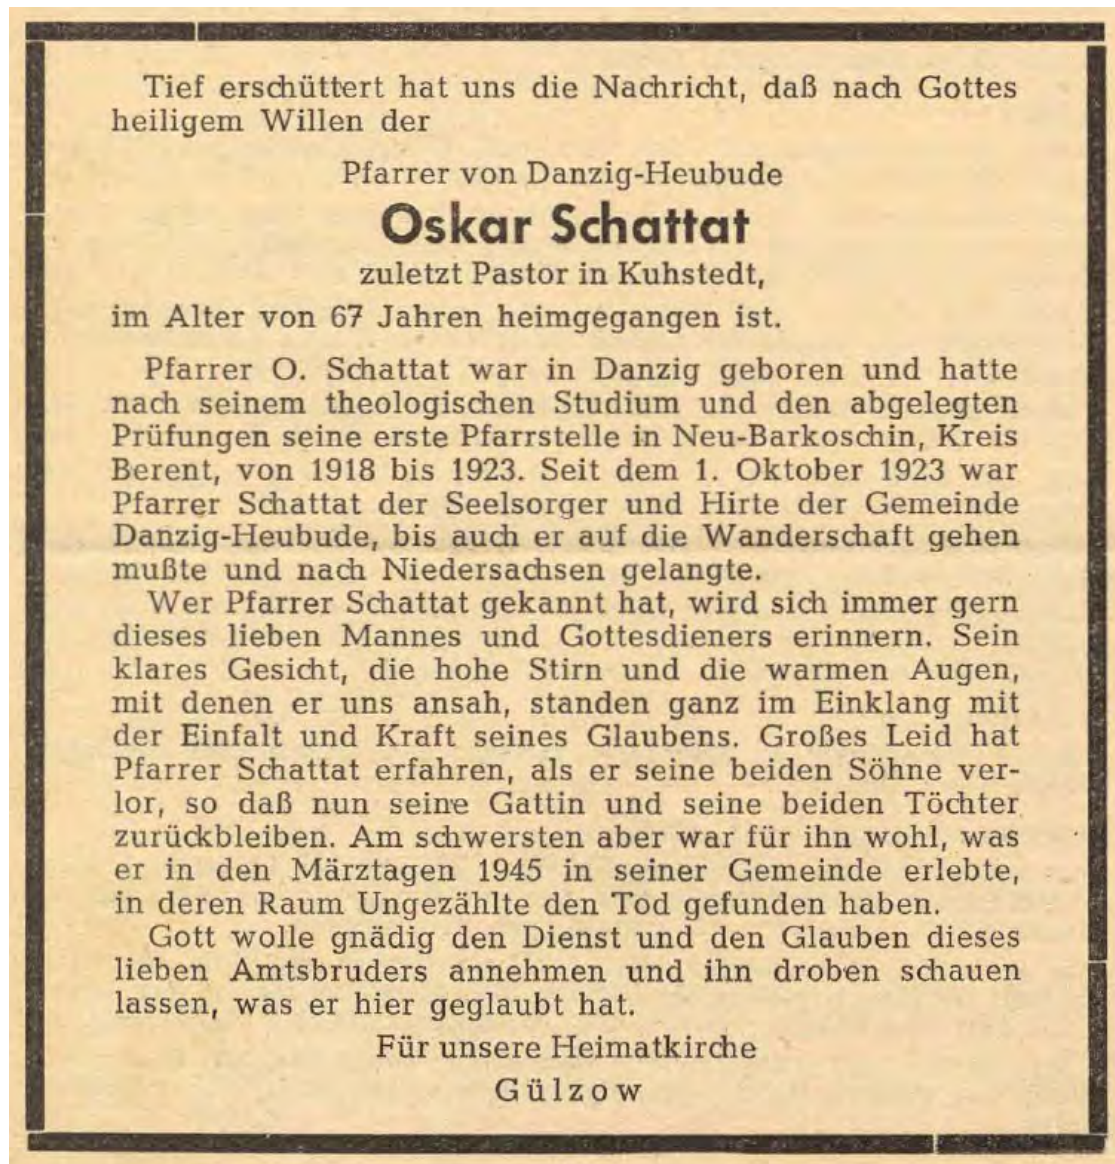 Tief erschüttert hat uns die Nachricht, daß nach Gottes
heiligem Willen der
Pfarrer von Danzig-Heubude
Oskar Schattat
zuletzt Pastor in Kuhstedt,
im Alter von 67 Jahren heimgegangen ist.
Pfarrer O. Schattat war in Danzig geboren und hatte
nach seinem theologischen Studium und den abgelegten
Prüfungen seine erste Pfarrstelle in Neu-Barkoschin, Kreis
Berent, von 1918 bis 1923. Seit dem 1. Oktober 1923 war
Pfarrer Schattat der Seelsorger und Hirte der Gemeinde
Danzig-Heubude, bis auch er auf die Wanderschaft gehen
mußte und nach Niedersachsen gelangte.
Wer Pfarrer Schattat gekannt hat, wird sich immer gern
dieses lieben Mannes und Gottesdieners erinnern. Sein
klares Gesicht, die hohe Stirn und die warmen Augen,
mit denen er uns ansah, standen ganz im Einklang mit
der Einfalt und Kraft seines Glaubens. Großes Leid hat
Pfarrer Schattat erfahren, als er seine beiden Söhne ver-
lor, so daß nun seine Gattin und seine beiden Töchter
zurückbleiben. Am schwersten aber war für ihn wohl, was
er in den Märztagen 1945 in seiner Gemeinde erlebte,
in deren Raum Ungezählte den Tod gefunden haben.
Gott wolle gnädig den Dienst und den Glauben dieses
lieben Amtsbruders annehmen und ihn droben schauen
lassen, was er hier geglaubt hat.
Für unsere Heimatkirche
Gülzow